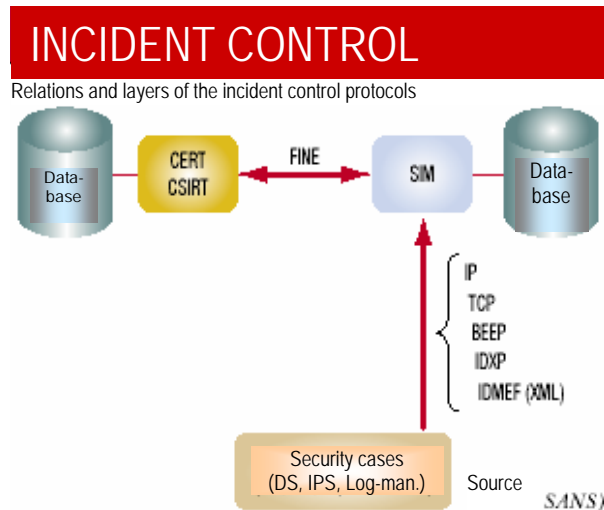 INCIDENT CONTROL
Relations and layers of the incident control protocols
Data-
base
CERT
CSIRT
FINE
SIM
Data-
base
IP
TCP
BEEP
IDXP
IDMEF (XML)
Security cases
(DS, IPS, Log-man.)
Source
SANS)